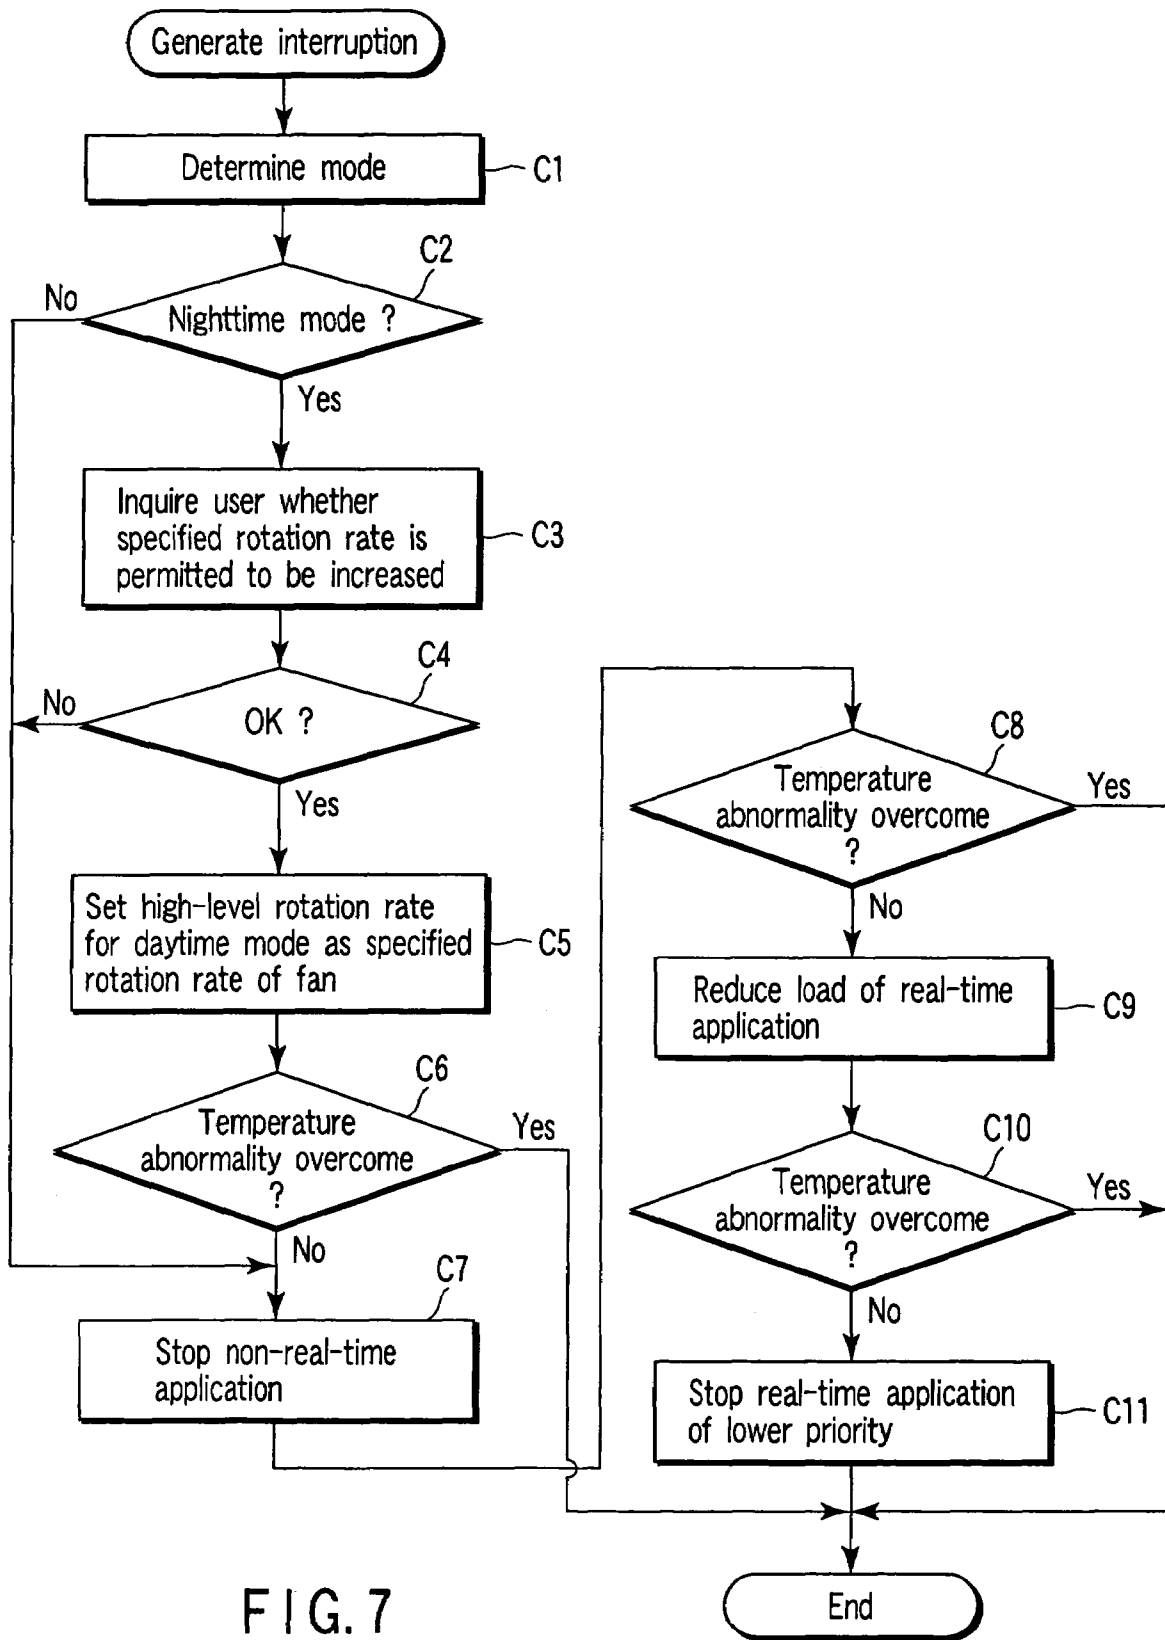 Generate interruption
Determine mode
C1
C2
No
Nighttime mode ?
Yes
Inquire user whether
specified rotation rate is
permitted to be increased
C3
C4
No
OK ?
Yes
Set high-level rotation rate
for daytime mode as specified
rotation rate of fan
C5
C6
Temperature
abnormality overcome
?
Yes
No
C7
Stop non-real-time
application
C8
Temperature
abnormality overcome
?
Yes
No
Reduce load of real-time
application
C9
C10
Temperature
abnormality overcome
?
Yes
No
Stop real-time application
of lower priority
C11
End
FIG. 7